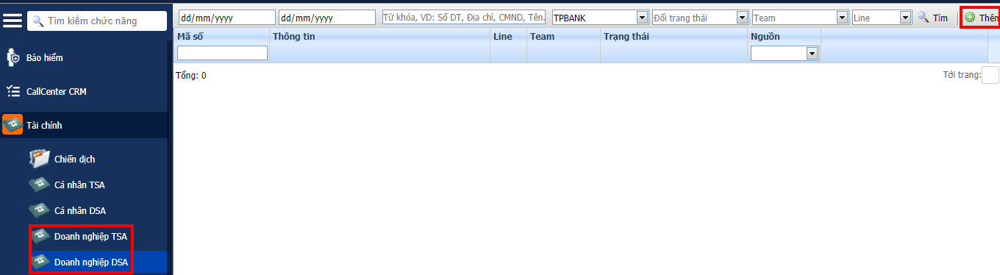 Tìm kiếm chức năng
dd/mm/yyyy dd/mm/yyyy Từ khóa, VD: Số DT, Địa chỉ, CMND, Tên. TPBANK Đổi trang thái Team Line Tìm Thêm
Mã số Thông tin Line Team Trạng thái Nguồn
Bảo hiểm
Tổng: 0 Tới trang:
CallCenter CRM
Tài chính
Chiến dịch
Cá nhân TSA
Cá nhân DSA
Doanh nghiệp TSA
Doanh nghiệp DSA